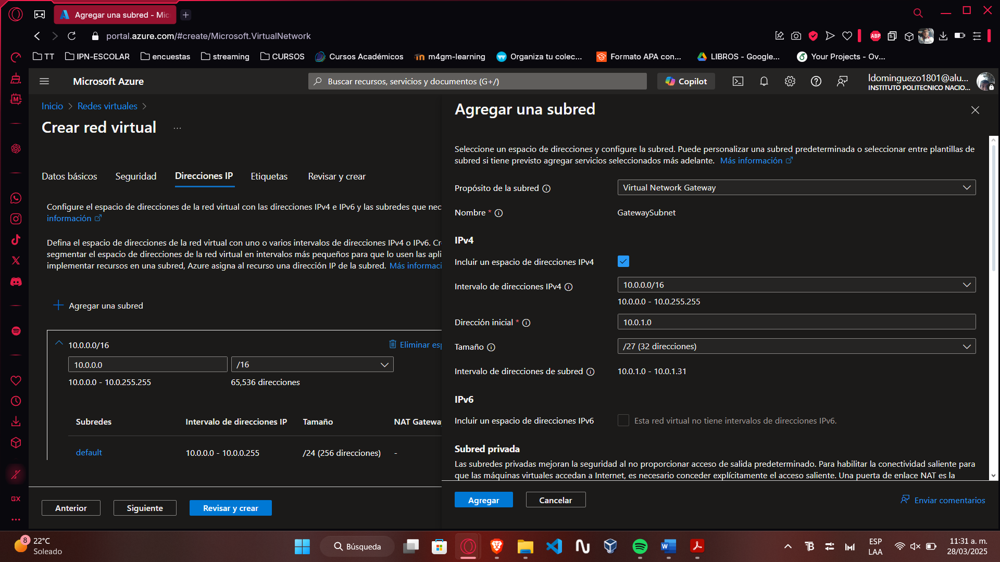 Agregar una subred - Mic
portal.azure.com/#create/Microsoft.VirtualNetwork
ABP
TT
IPN-ESCOLAR
encuestas
streaming
CURSOS
Cursos Académicos
m4gm-learning
Organiza tu colec...
Formato APA con...
LIBROS - Google...
Your Projects - Ov...
Microsoft Azure
Buscar recursos, servicios y documentos (G+/)
Copilot
ldominguezo1801@alu...
INSTITUTO POLITECNICO NACIO...
Inicio
Redes virtuales
Crear red virtual
...
Datos básicos
Seguridad
Direcciones IP
Etiquetas
Revisar y crear
Configure el espacio de direcciones de la red virtual con las direcciones IPv4 e IPv6 y las subredes que nec
información
Defina el espacio de direcciones de la red virtual con uno o varios intervalos de direcciones IPv4 o IPv6. Cr
segmentar el espacio de direcciones de la red virtual en intervalos más pequeños para que lo usen las apli
implementar recursos en una subred, Azure asigna al recurso una dirección IP de la subred. Más informaci
Agregar una subred
10.0.0.0/16
Eliminar esp
10.0.0.0
/16
10.0.0.0 - 10.0.255.255
65,536 direcciones
Subredes
Intervalo de direcciones IP
Tamaño
NAT Gateway
default
10.0.0.0 - 10.0.0.255
/24 (256 direcciones)
-
Anterior
Siguiente
Revisar y crear
Agregar una subred
Seleccione un espacio de direcciones y configure la subred. Puede personalizar una subred predeterminada o seleccionar entre plantillas de
subred si tiene previsto agregar servicios seleccionados más adelante. Más información
Propósito de la subred
Virtual Network Gateway
Nombre *
GatewaySubnet
IPv4
Incluir un espacio de direcciones IPv4
Intervalo de direcciones IPv4
10.0.0.0/16
10.0.0.0 - 10.0.255.255
Dirección inicial *
10.0.1.0
Tamaño
/27 (32 direcciones)
Intervalo de direcciones de subred
10.0.1.0 - 10.0.1.31
IPv6
Incluir un espacio de direcciones IPv6
Esta red virtual no tiene intervalos de direcciones IPv6.
Subred privada
Las subredes privadas mejoran la seguridad al no proporcionar acceso de salida predeterminado. Para habilitar la conectividad saliente para
que las máquinas virtuales accedan a Internet, es necesario conceder explícitamente el acceso saliente. Una puerta de enlace NAT es la
Agregar
Cancelar
Enviar comentarios
GX
8
22°C
Soleado
Búsqueda
ESP
LAA
11:31 a. m.
28/03/2025